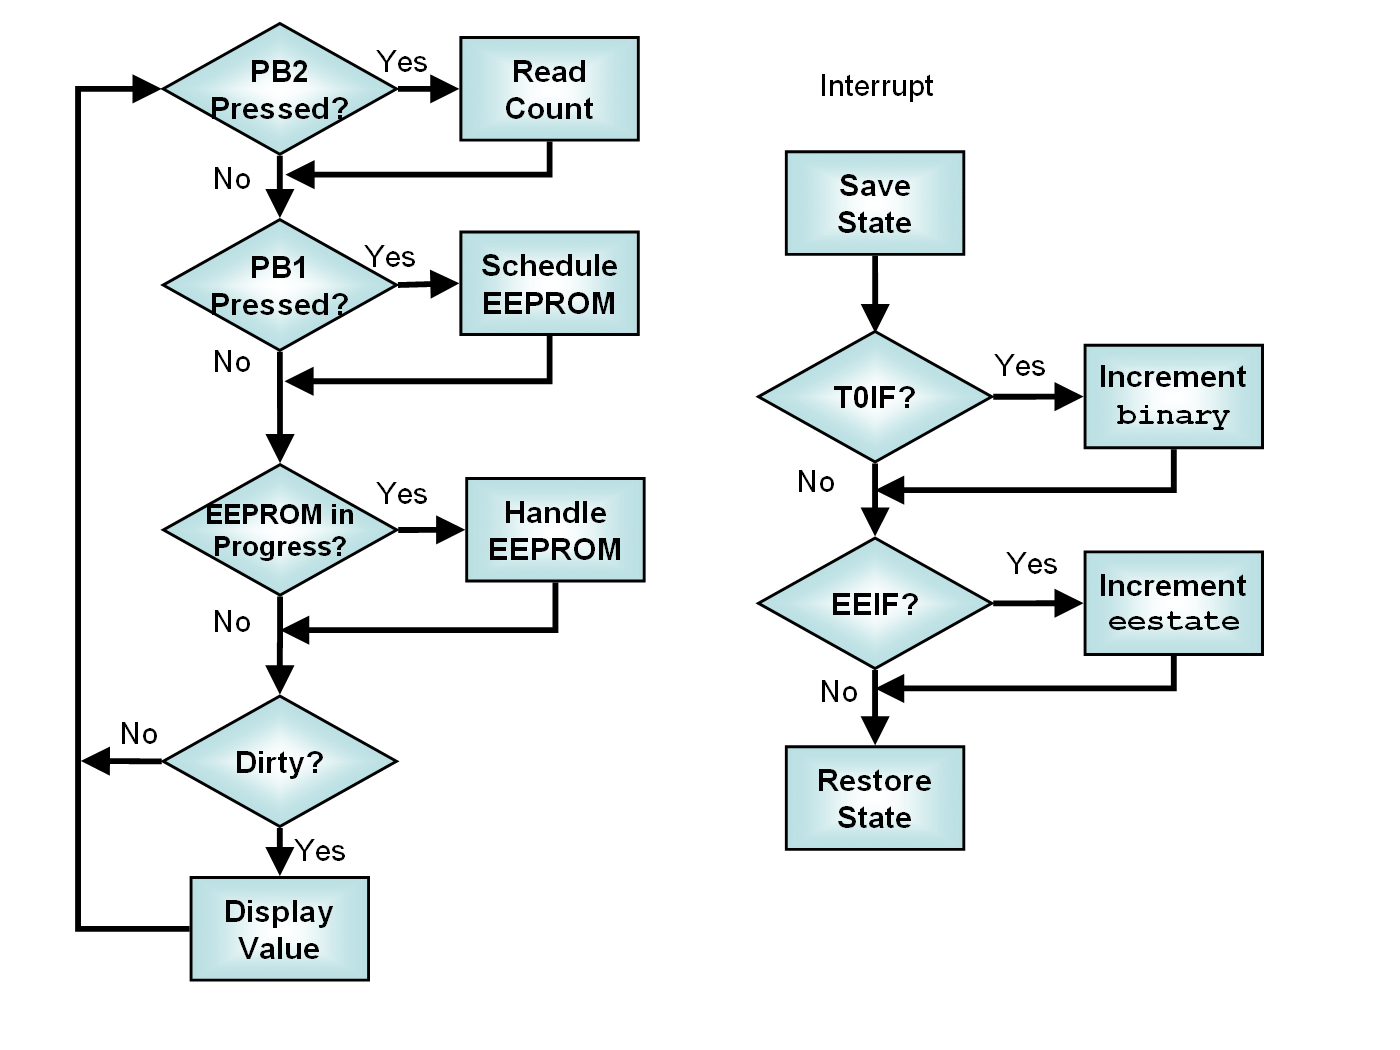 PB2
Pressed?
Yes
Read
Count
No
PB1
Pressed?
Yes
Schedule
EEPROM
No
EEPROM in
Progress?
Yes
Handle
EEPROM
No
Dirty?
No
Yes
Display
Value
Interrupt
Save
State
T0IF?
Yes
Increment
binary
No
EEIF?
Yes
Increment
eestate
No
Restore
State